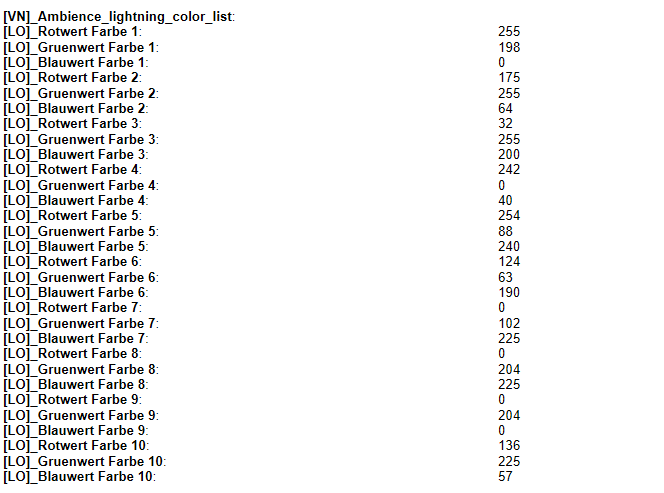 [VN]_Ambience_lightning_color_list:
[LO]_Rotwert Farbe 1: 255
[LO]_Gruenwert Farbe 1: 198
[LO]_Blauwert Farbe 1: 0
[LO]_Rotwert Farbe 2: 175
[LO]_Gruenwert Farbe 2: 255
[LO]_Blauwert Farbe 2: 64
[LO]_Rotwert Farbe 3: 32
[LO]_Gruenwert Farbe 3: 255
[LO]_Blauwert Farbe 3: 200
[LO]_Rotwert Farbe 4: 242
[LO]_Gruenwert Farbe 4: 0
[LO]_Blauwert Farbe 4: 40
[LO]_Rotwert Farbe 5: 254
[LO]_Gruenwert Farbe 5: 88
[LO]_Blauwert Farbe 5: 240
[LO]_Rotwert Farbe 6: 124
[LO]_Gruenwert Farbe 6: 63
[LO]_Blauwert Farbe 6: 190
[LO]_Rotwert Farbe 7: 0
[LO]_Gruenwert Farbe 7: 102
[LO]_Blauwert Farbe 7: 225
[LO]_Rotwert Farbe 8: 0
[LO]_Gruenwert Farbe 8: 204
[LO]_Blauwert Farbe 8: 225
[LO]_Rotwert Farbe 9: 0
[LO]_Gruenwert Farbe 9: 204
[LO]_Blauwert Farbe 9: 0
[LO]_Rotwert Farbe 10: 136
[LO]_Gruenwert Farbe 10: 225
[LO]_Blauwert Farbe 10: 57